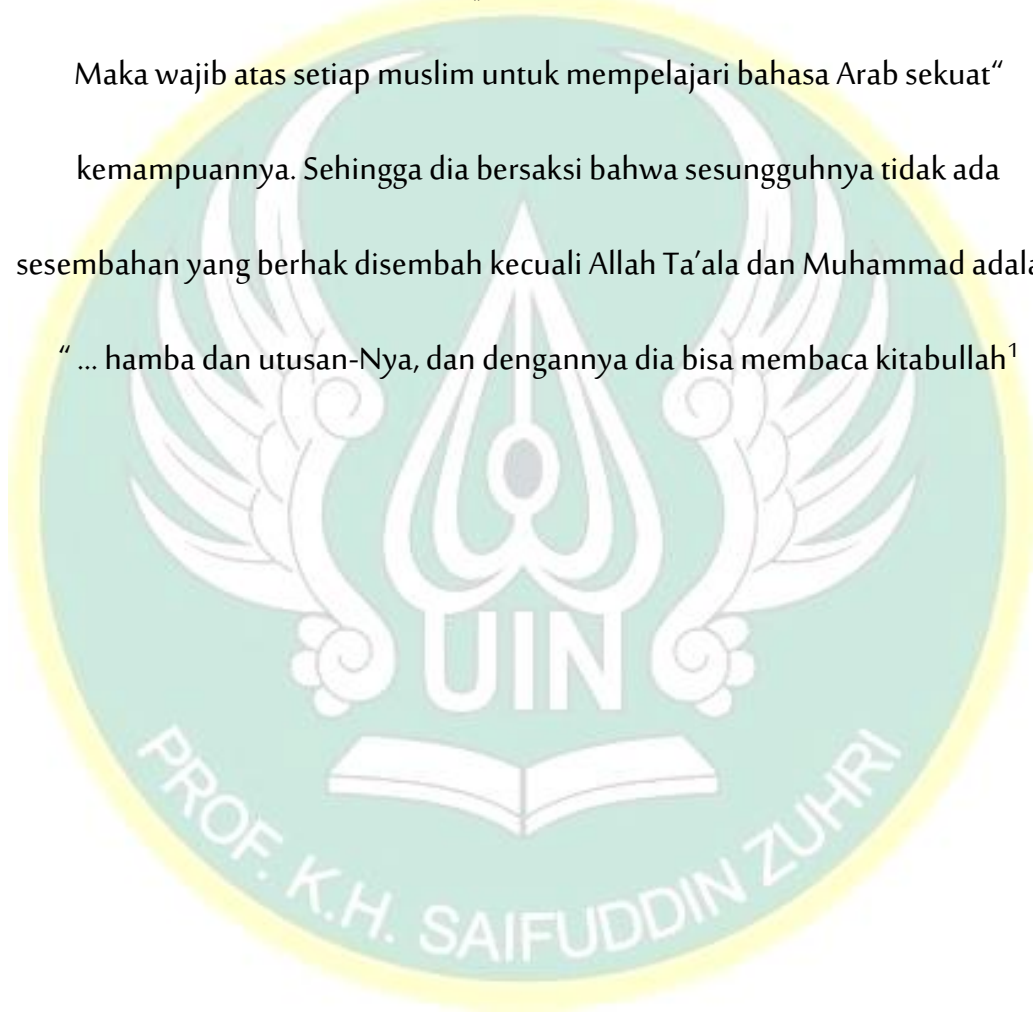 Maka wajib atas setiap muslim untuk mempelajari bahasa Arab sekuat“
kemampuannya. Sehingga dia bersaksi bahwa sesungguhnya tidak ada
sesembahan yang berhak disembah kecuali Allah Ta’ala dan Muhammad adala
“ ... hamba dan utusan-Nya, dan dengannya dia bisa membaca kitabullah¹
UIN
PROF. K.H. SAIFUDDIN ZUHRI